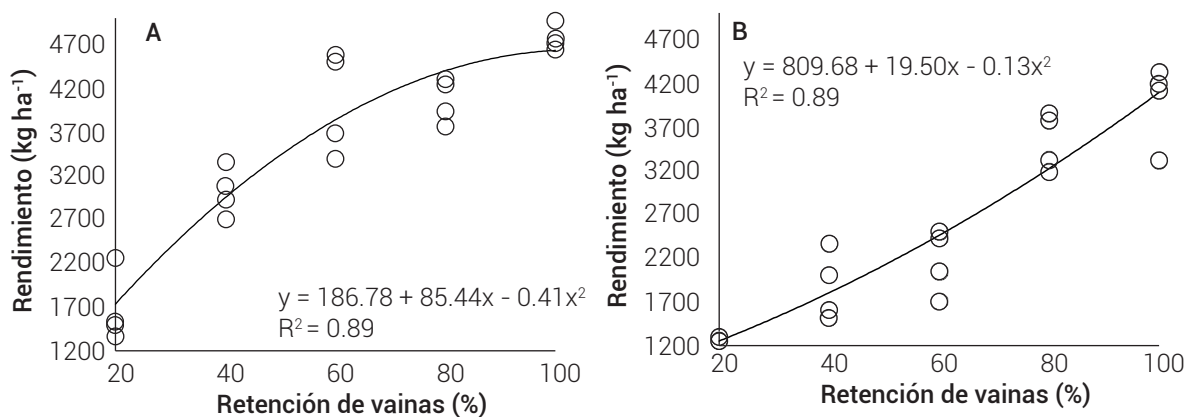 A
y = 186.78 + 85.44x - 0.41x²
R² = 0.89
Rendimiento (kg ha⁻¹)
4700
4200
3700
3200
2700
2200
1700
1200
20 40 60 80 100
Retención de vainas (%)
B
y = 809.68 + 19.50x - 0.13x²
R² = 0.89
Rendimiento (kg ha⁻¹)
4700
4200
3700
3200
2700
2200
1700
1200
20 40 60 80 100
Retención de vainas (%)